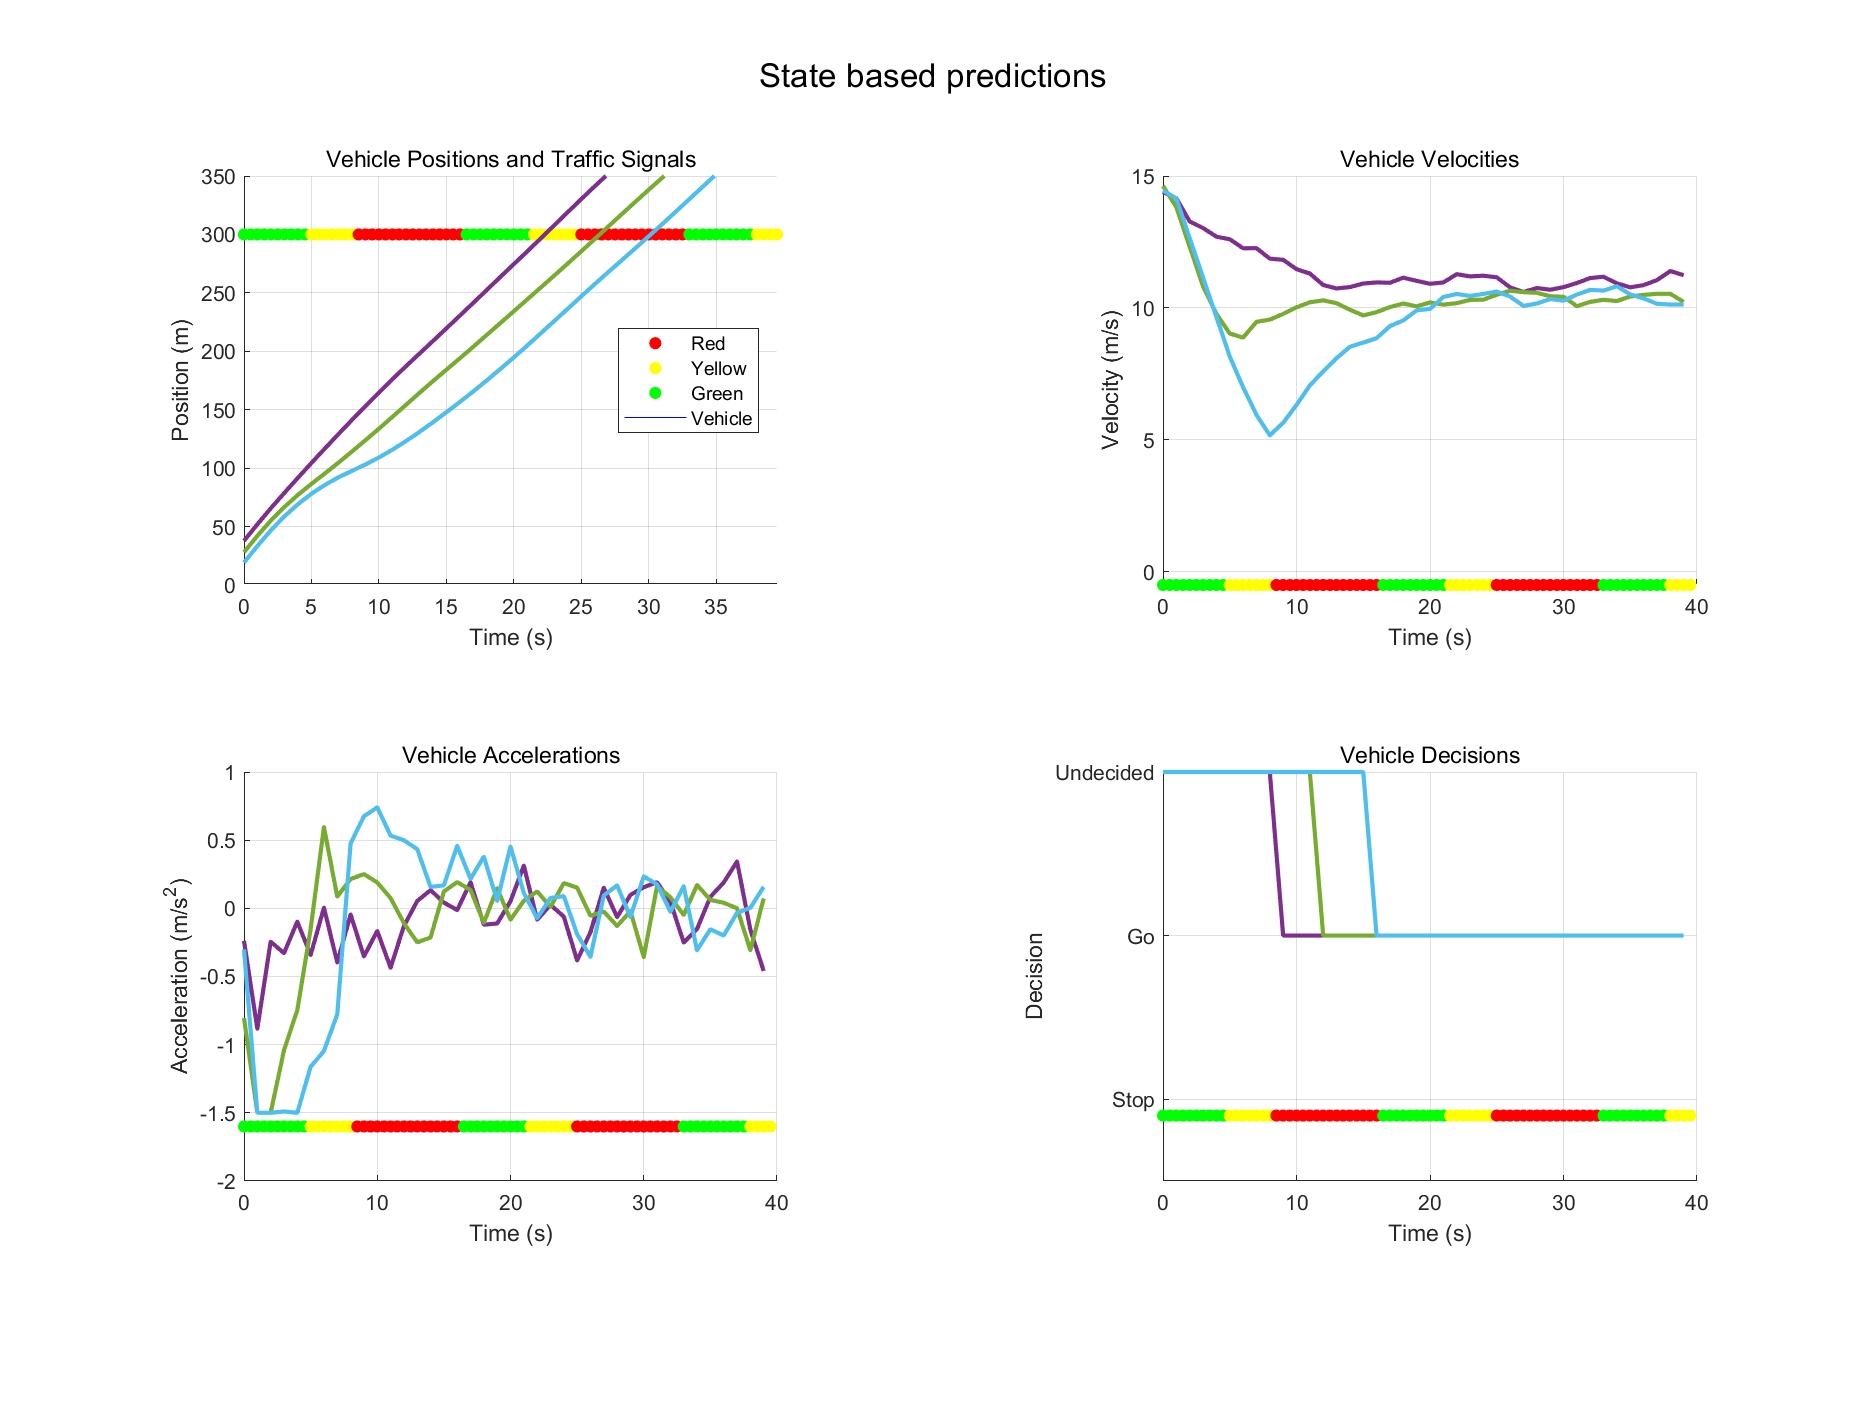 State based predictions
Vehicle Positions and Traffic Signals
350
300
250
200
150
100
50
0
Position (m)
0 5 10 15 20 25 30 35
Time (s)
Red
Yellow
Green
Vehicle
Vehicle Velocities
15
10
5
0
Velocity (m/s)
0 10 20 30 40
Time (s)
Vehicle Accelerations
1
0.5
0
-0.5
-1
-1.5
-2
Acceleration (m/s²)
0 10 20 30 40
Time (s)
Vehicle Decisions
Undecided
Go
Stop
Decision
0 10 20 30 40
Time (s)